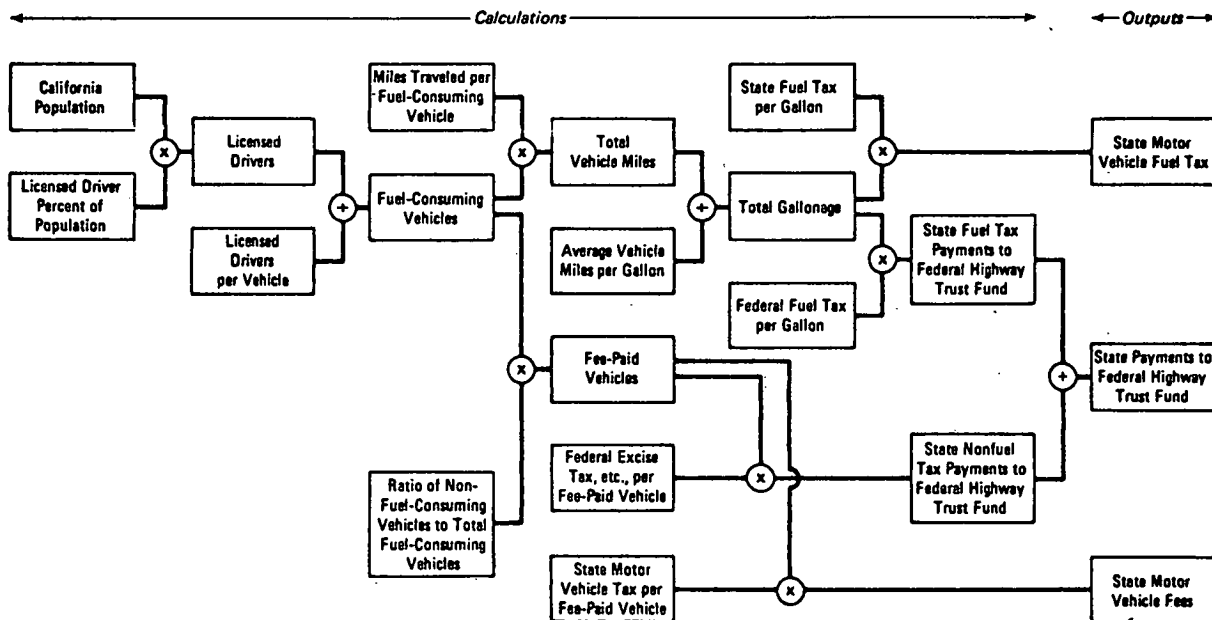 Calculations
Outputs
California
Population
Licensed Driver
Percent of
Population
x
Licensed
Drivers
Licensed
Drivers
per Vehicle
÷
Miles Traveled per
Fuel-Consuming
Vehicle
Fuel-Consuming
Vehicles
Ratio of Non-
Fuel-Consuming
Vehicles to Total
Fuel-Consuming
Vehicles
x
x
Total
Vehicle Miles
Average Vehicle
Miles per Gallon
Fee-Paid
Vehicles
Federal Excise
Tax, etc., per
Fee-Paid Vehicle
State Motor
Vehicle Tax per
Fee-Paid Vehicle
÷
State Fuel Tax
per Gallon
Total Gallonage
Federal Fuel Tax
per Gallon
x
x
x
x
State Fuel Tax
Payments to
Federal Highway
Trust Fund
State Nonfuel
Tax Payments to
Federal Highway
Trust Fund
+
State Motor
Vehicle Fuel Tax
State Payments to
Federal Highway
Trust Fund
State Motor
Vehicle Fees